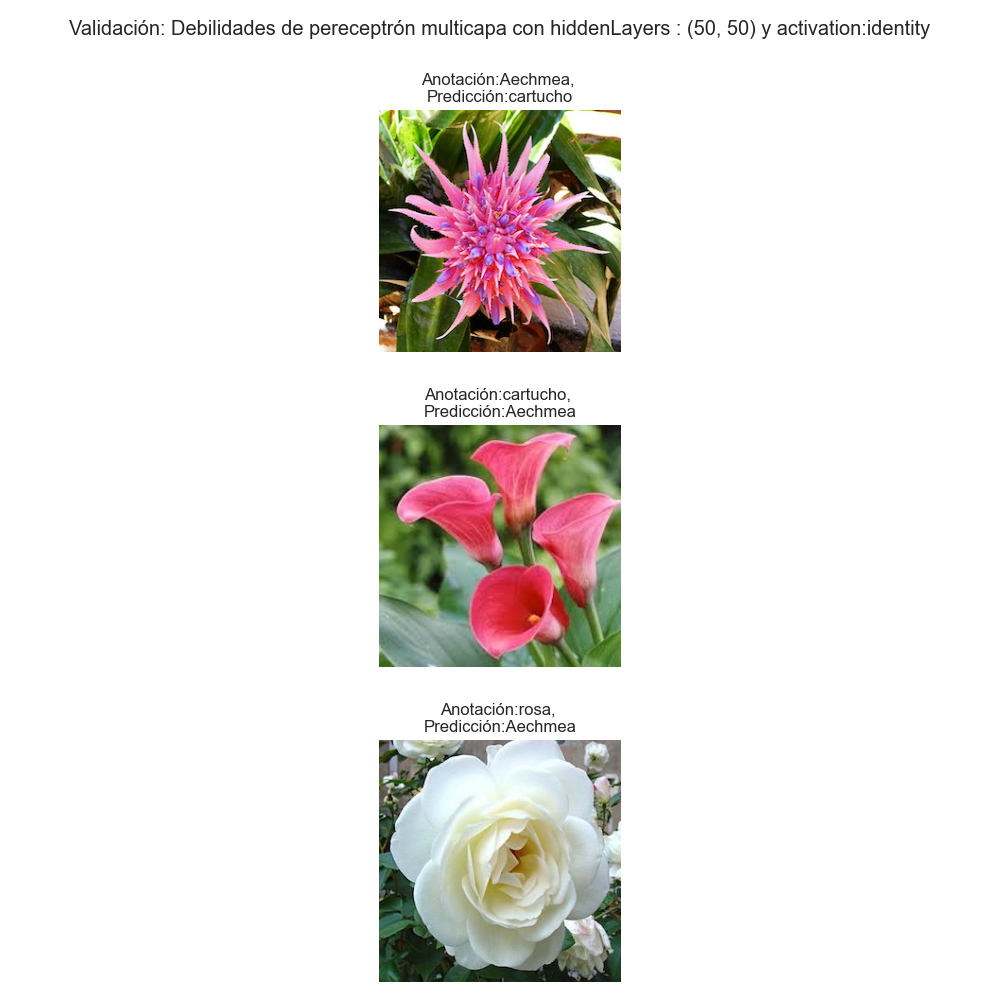 Validación: Debilidades de pereceptrón multicapa con hiddenLayers : (50, 50) y activation:identity
Anotación:Aechmea,
Predicción:cartucho
Anotación:cartucho,
Predicción:Aechmea
Anotación:rosa,
Predicción:Aechmea